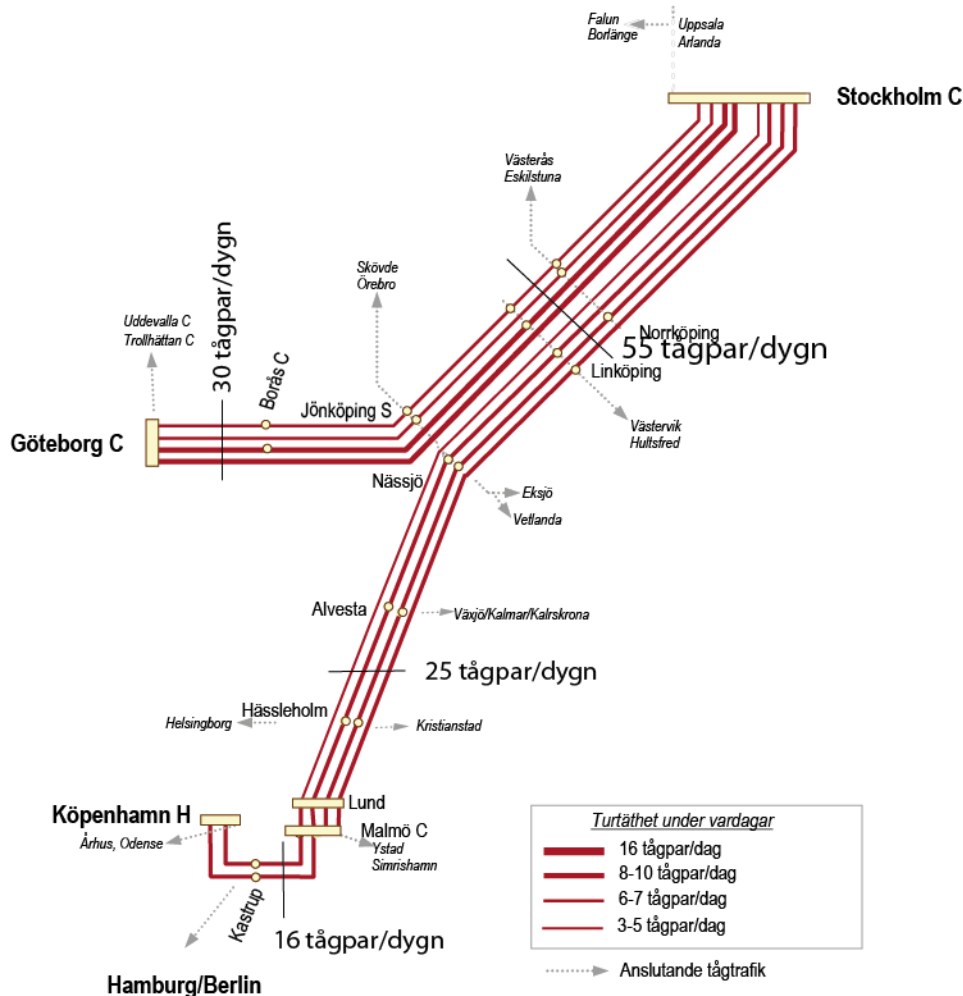 Falun
Borlänge
Uppsala
Arlanda
Stockholm C
Västerås
Eskilstuna
Skövde
Örebro
30 tågpar/dygn
Uddevalla C
Trollhättan C
Borås C
Jönköping S
Göteborg C
Norrköping
55 tågpar/dygn
Linköping
Västervik
Hultsfred
Nässjö
Eksjö
Vetlanda
Alvesta
Växjö/Kalmar/Kalrskrona
25 tågpar/dygn
Hässleholm
Helsingborg
Kristianstad
Lund
Köpenhamn H
Malmö C
Århus, Odense
Ystad
Simrishamn
Kastrup
16 tågpar/dygn
Hamburg/Berlin
Turtäthet under vardagar
16 tågpar/dag
8-10 tågpar/dag
6-7 tågpar/dag
3-5 tågpar/dag
Anslutande tågtrafik